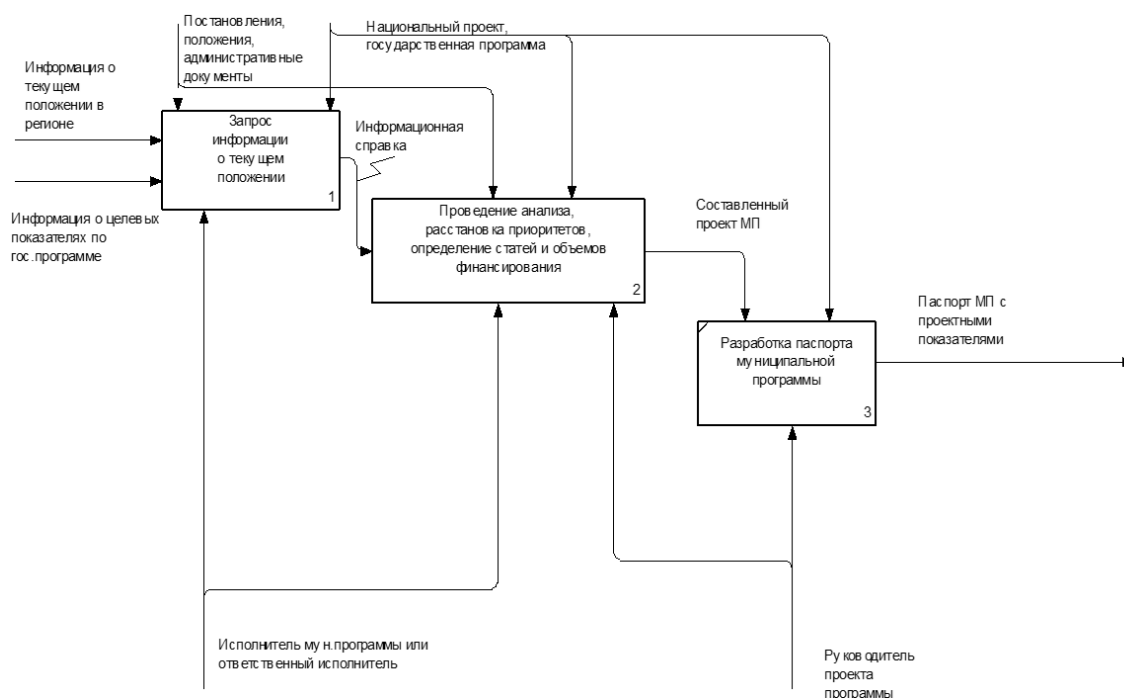 Постановления,
положения,
административные
документы
Национальный проект,
государственная программа
Информация о
текущем
положении в
регионе
Запрос
информации
о текущем
положении
1
Информационная
справка
Информация о целевых
показателях по
гос.программе
Проведение анализа,
расстановка приоритетов,
определение статей и объемов
финансирования
2
Составленный
проект МП
Разработка паспорта
муниципальной
программы
3
Паспорт МП с
проектными
показателями
Исполнитель мун.программы или
ответственный исполнитель
Руководитель
проекта
программы